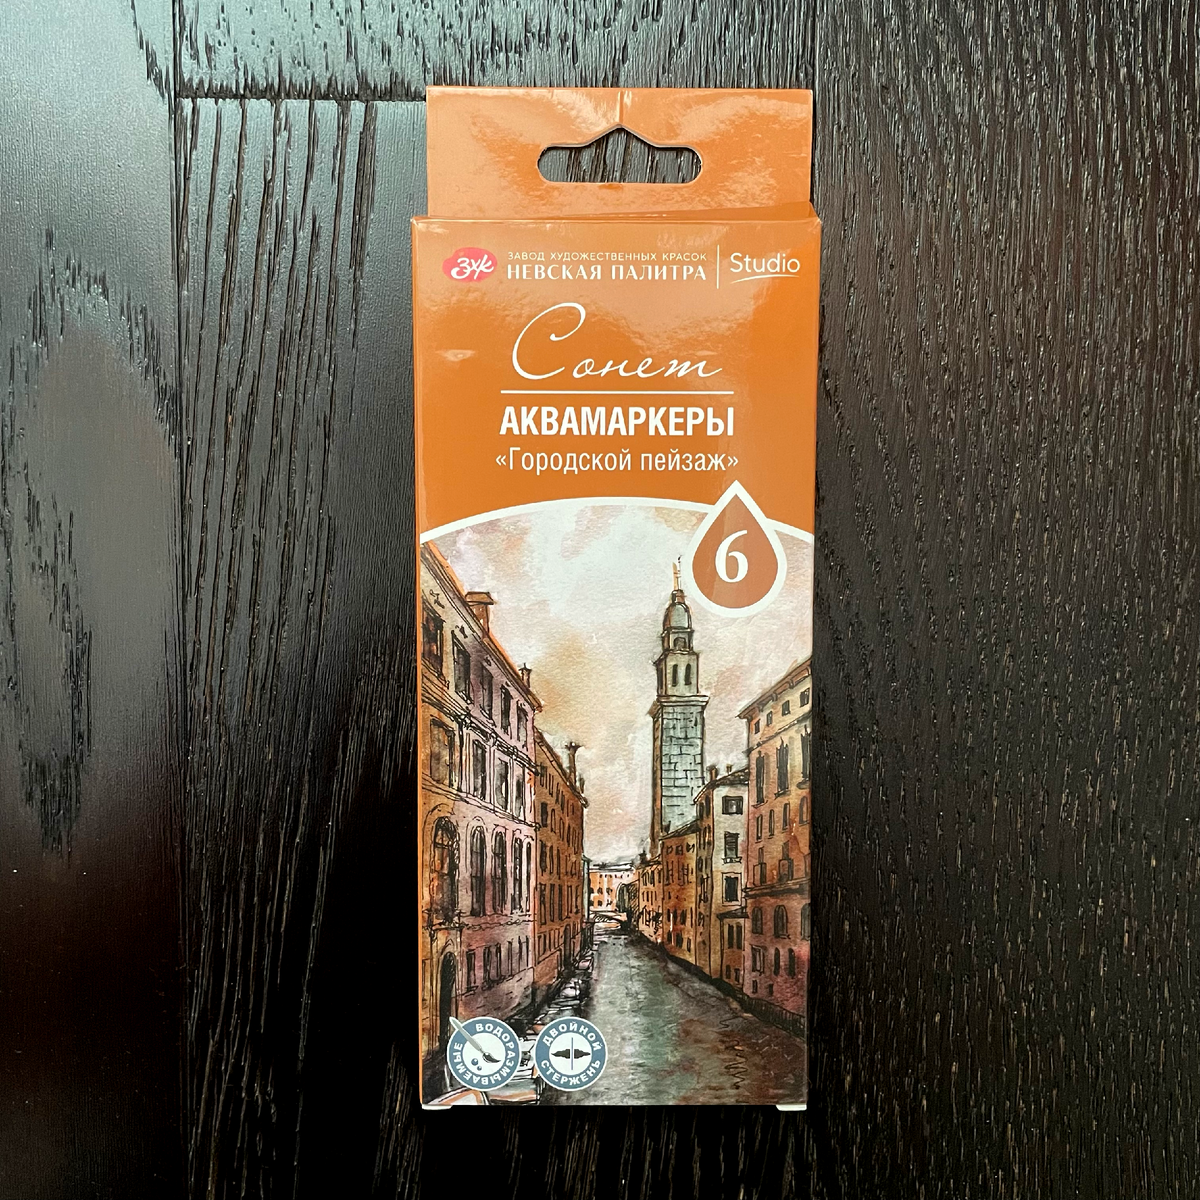 ЗХК
ЗАВОД ХУДОЖЕСТВЕННЫХ КРАСОК
НЕВСКАЯ ПАЛИТРА
Studio
Сонет
АКВАМАРКЕРЫ
«Городской пейзаж»
6
ВОДОРАЗМЫВАЕМЫЕ
ДВОЙНОЙ
СТЕРЖЕНЬ